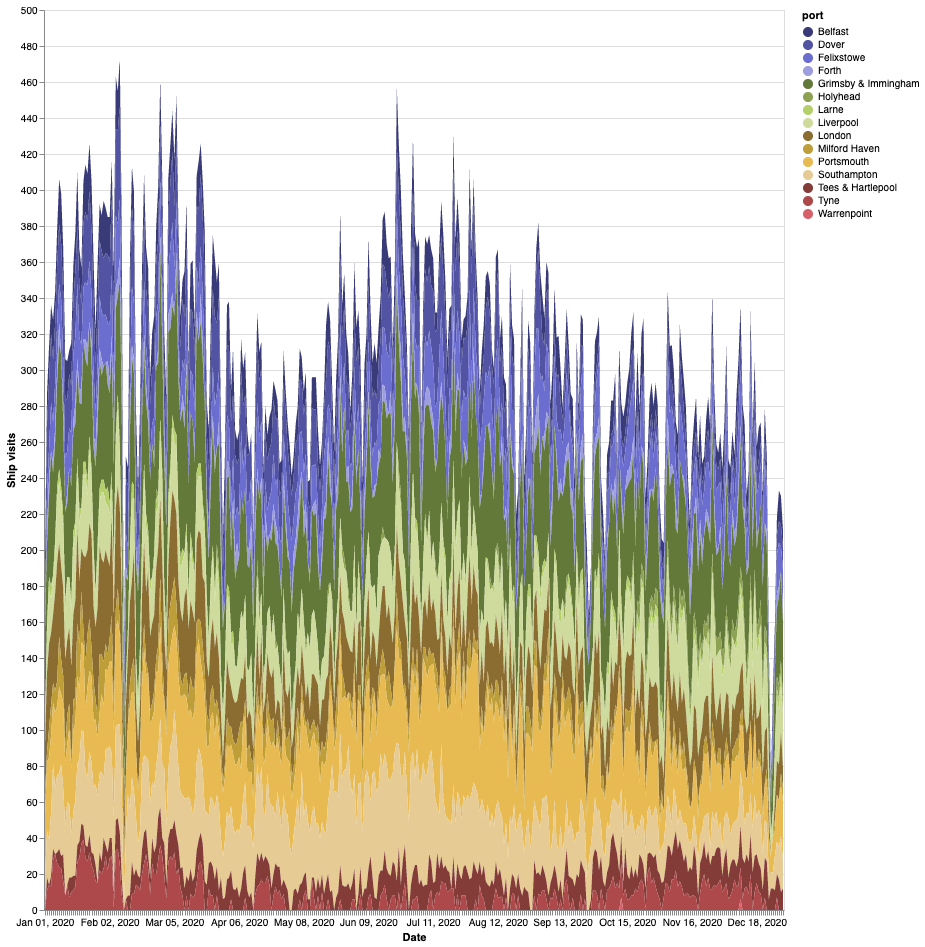 500
480
460
440
420
400
380
360
340
320
300
280
260
240
220
200
180
160
140
120
100
80
60
40
20
0
Ship visits
Jan 01, 2020 Feb 02, 2020 Mar 05, 2020 Apr 06, 2020 May 08, 2020 Jun 09, 2020 Jul 11, 2020 Aug 12, 2020 Sep 13, 2020 Oct 15, 2020 Nov 16, 2020 Dec 18, 2020
Date
port
Belfast
Dover
Felixstowe
Forth
Grimsby & Immingham
Holyhead
Larne
Liverpool
London
Milford Haven
Portsmouth
Southampton
Tees & Hartlepool
Tyne
Warrenpoint